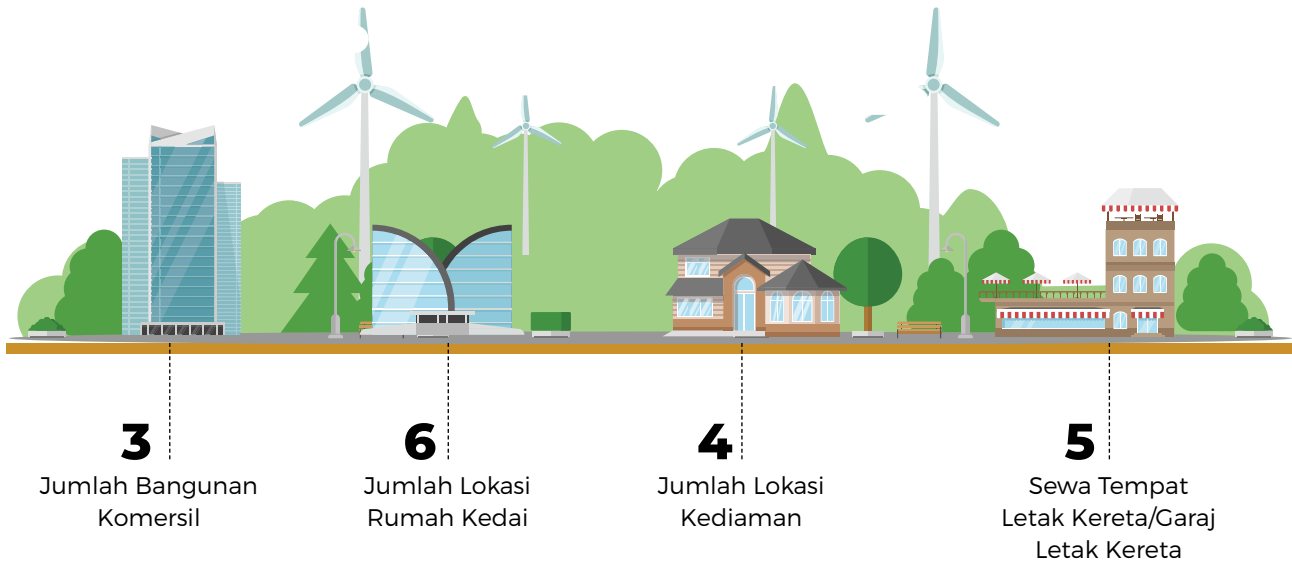 3
Jumlah Bangunan
Komersil
6
Jumlah Lokasi
Rumah Kedai
4
Jumlah Lokasi
Kediaman
5
Sewa Tempat
Letak Kereta/Garaj
Letak Kereta